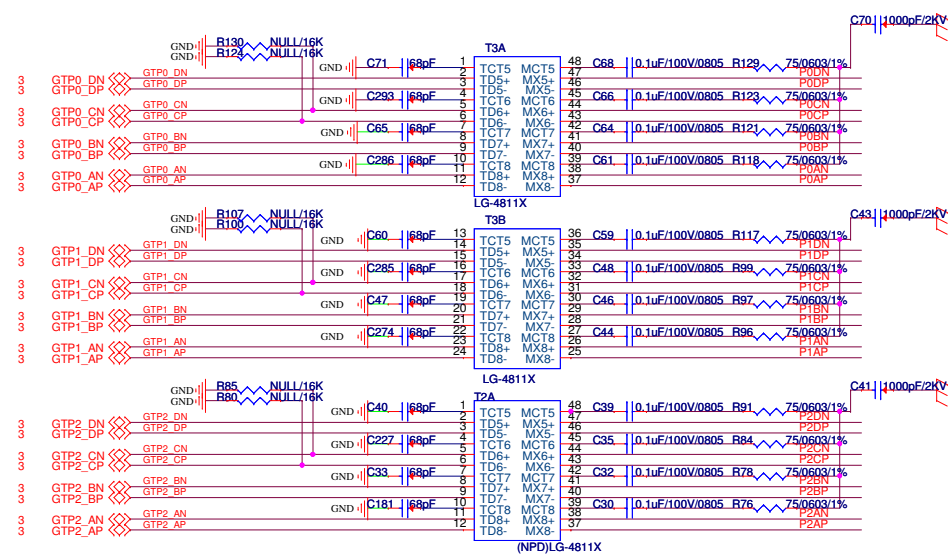 C70 1000pF/2KV
GND R130 NULL/16K
GND R124 NULL/16K
T3A
GND C71 68pF 1 TCT5 MCT5 48 C68 0.1uF/100V/0805 R129 75/0603/1%
3 GTP0_DN GTP0_DN 2 TD5+ MX5+ 47 P0DN
3 GTP0_DP GTP0_DP 3 TD5- MX5- 46 P0DP
GND C293 68pF 4 TCT6 MCT6 45 C66 0.1uF/100V/0805 R123 75/0603/1%
3 GTP0_CN GTP0_CN 5 TD6+ MX6+ 44 P0CN
3 GTP0_CP GTP0_CP 6 TD6- MX6- 43 P0CP
GND C65 68pF 7 TCT7 MCT7 42 C64 0.1uF/100V/0805 R121 75/0603/1%
3 GTP0_BN GTP0_BN 8 TD7+ MX7+ 41 P0BN
3 GTP0_BP GTP0_BP 9 TD7- MX7- 40 P0BP
GND C286 68pF 10 TCT8 MCT8 39 C61 0.1uF/100V/0805 R118 75/0603/1%
3 GTP0_AN GTP0_AN 11 TD8+ MX8+ 38 P0AN
3 GTP0_AP GTP0_AP 12 TD8- MX8- 37 P0AP
LG-4811X
C43 1000pF/2KV
GND R107 NULL/16K
GND R100 NULL/16K
T3B
GND C60 68pF 13 TCT5 MCT5 36 C59 0.1uF/100V/0805 R117 75/0603/1%
3 GTP1_DN GTP1_DN 14 TD5+ MX5+ 35 P1DN
3 GTP1_DP GTP1_DP 15 TD5- MX5- 34 P1DP
GND C285 68pF 16 TCT6 MCT6 33 C48 0.1uF/100V/0805 R99 75/0603/1%
3 GTP1_CN GTP1_CN 17 TD6+ MX6+ 32 P1CN
3 GTP1_CP GTP1_CP 18 TD6- MX6- 31 P1CP
GND C47 68pF 19 TCT7 MCT7 30 C46 0.1uF/100V/0805 R97 75/0603/1%
3 GTP1_BN GTP1_BN 20 TD7+ MX7+ 29 P1BN
3 GTP1_BP GTP1_BP 21 TD7- MX7- 28 P1BP
GND C274 68pF 22 TCT8 MCT8 27 C44 0.1uF/100V/0805 R96 75/0603/1%
3 GTP1_AN GTP1_AN 23 TD8+ MX8+ 26 P1AN
3 GTP1_AP GTP1_AP 24 TD8- MX8- 25 P1AP
LG-4811X
C41 1000pF/2KV
GND R85 NULL/16K
GND R80 NULL/16K
T2A
GND C40 68pF 1 TCT5 MCT5 48 C39 0.1uF/100V/0805 R91 75/0603/1%
3 GTP2_DN GTP2_DN 2 TD5+ MX5+ 47 P2DN
3 GTP2_DP GTP2_DP 3 TD5- MX5- 46 P2DP
GND C227 68pF 4 TCT6 MCT6 45 C35 0.1uF/100V/0805 R84 75/0603/1%
3 GTP2_CN GTP2_CN 5 TD6+ MX6+ 44 P2CN
3 GTP2_CP GTP2_CP 6 TD6- MX6- 43 P2CP
GND C33 68pF 7 TCT7 MCT7 42 C32 0.1uF/100V/0805 R78 75/0603/1%
3 GTP2_BN GTP2_BN 8 TD7+ MX7+ 41 P2BN
3 GTP2_BP GTP2_BP 9 TD7- MX7- 40 P2BP
GND C181 68pF 10 TCT8 MCT8 39 C30 0.1uF/100V/0805 R76 75/0603/1%
3 GTP2_AN GTP2_AN 11 TD8+ MX8+ 38 P2AN
3 GTP2_AP GTP2_AP 12 TD8- MX8- 37 P2AP
(NPD)LG-4811X